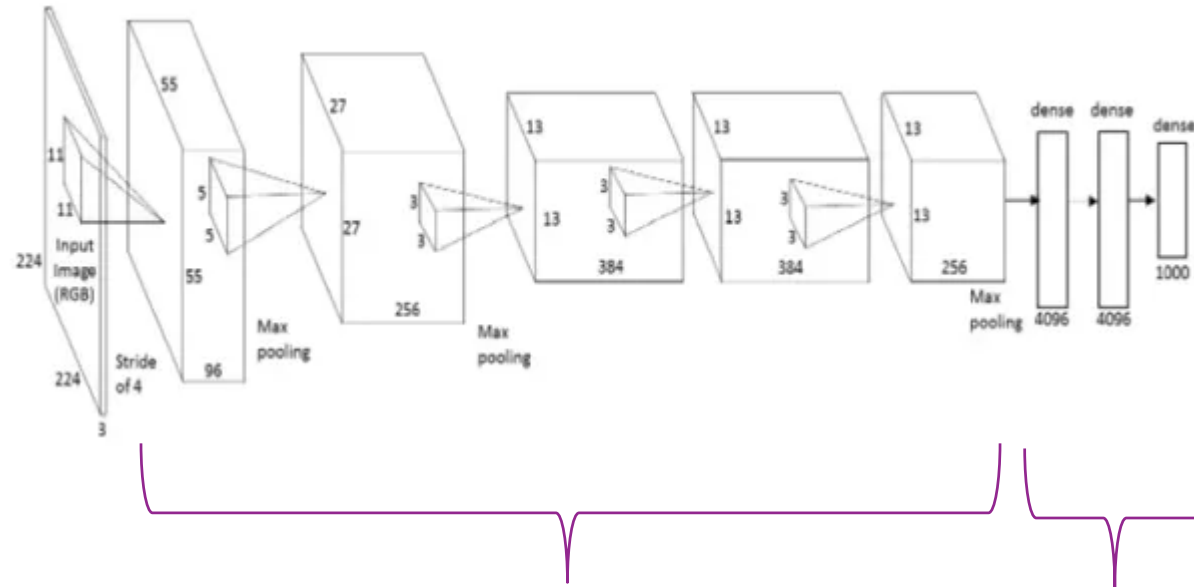 11
11
224
Input
Image
(RGB)
224
3
Stride
of 4
55
5
5
55
96
Max
pooling
27
27
3
3
256
Max
pooling
13
13
3
3
384
13
13
3
3
384
13
13
256
Max
pooling
dense
4096
dense
4096
dense
1000